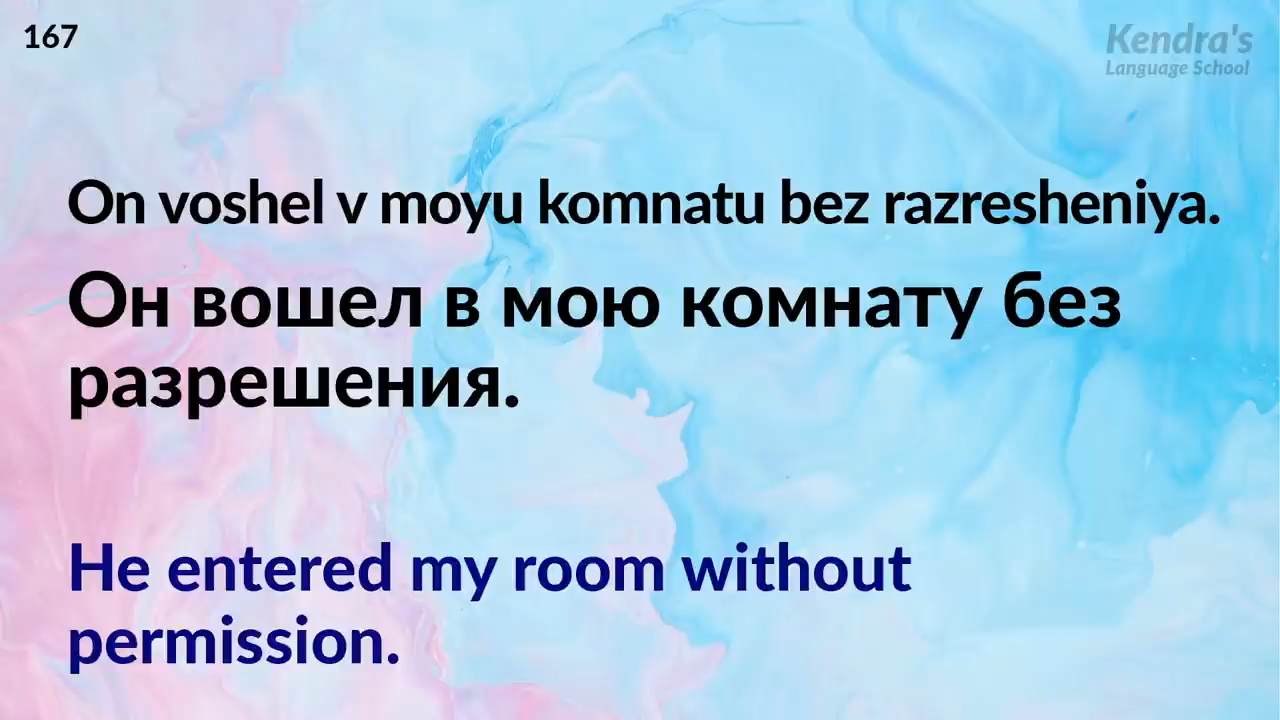 167
Kendra's
Language School
On voshel v moyu komnatu bez razresheniya.
Он вошел в мою комнату без
разрешения.
He entered my room without
permission.